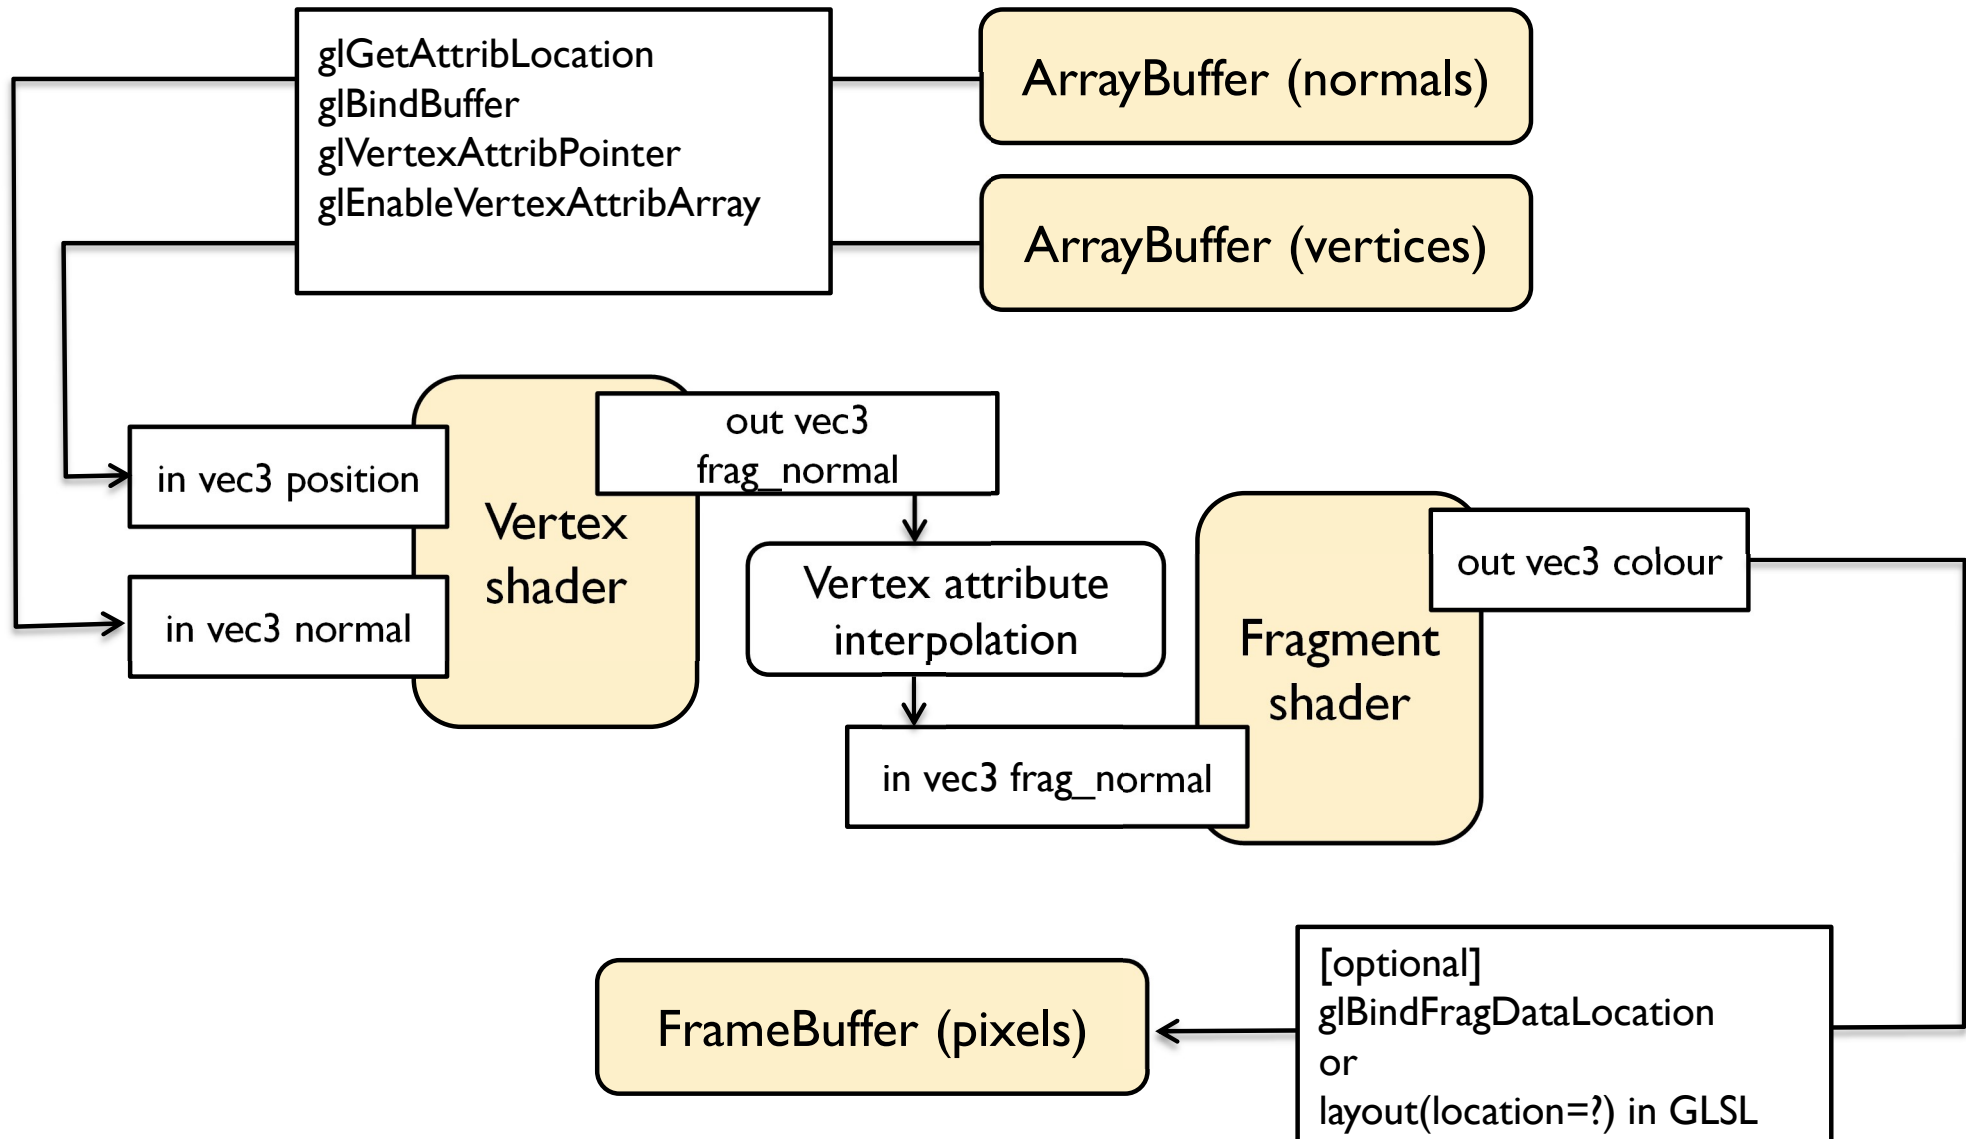 glGetAttribLocation
glBindBuffer
glVertexAttribPointer
glEnableVertexAttribArray
ArrayBuffer (normals)
ArrayBuffer (vertices)
in vec3 position
in vec3 normal
Vertex
shader
out vec3
frag_normal
Vertex attribute
interpolation
in vec3 frag_normal
Fragment
shader
out vec3 colour
[optional]
glBindFragDataLocation
or
layout(location=?) in GLSL
FrameBuffer (pixels)